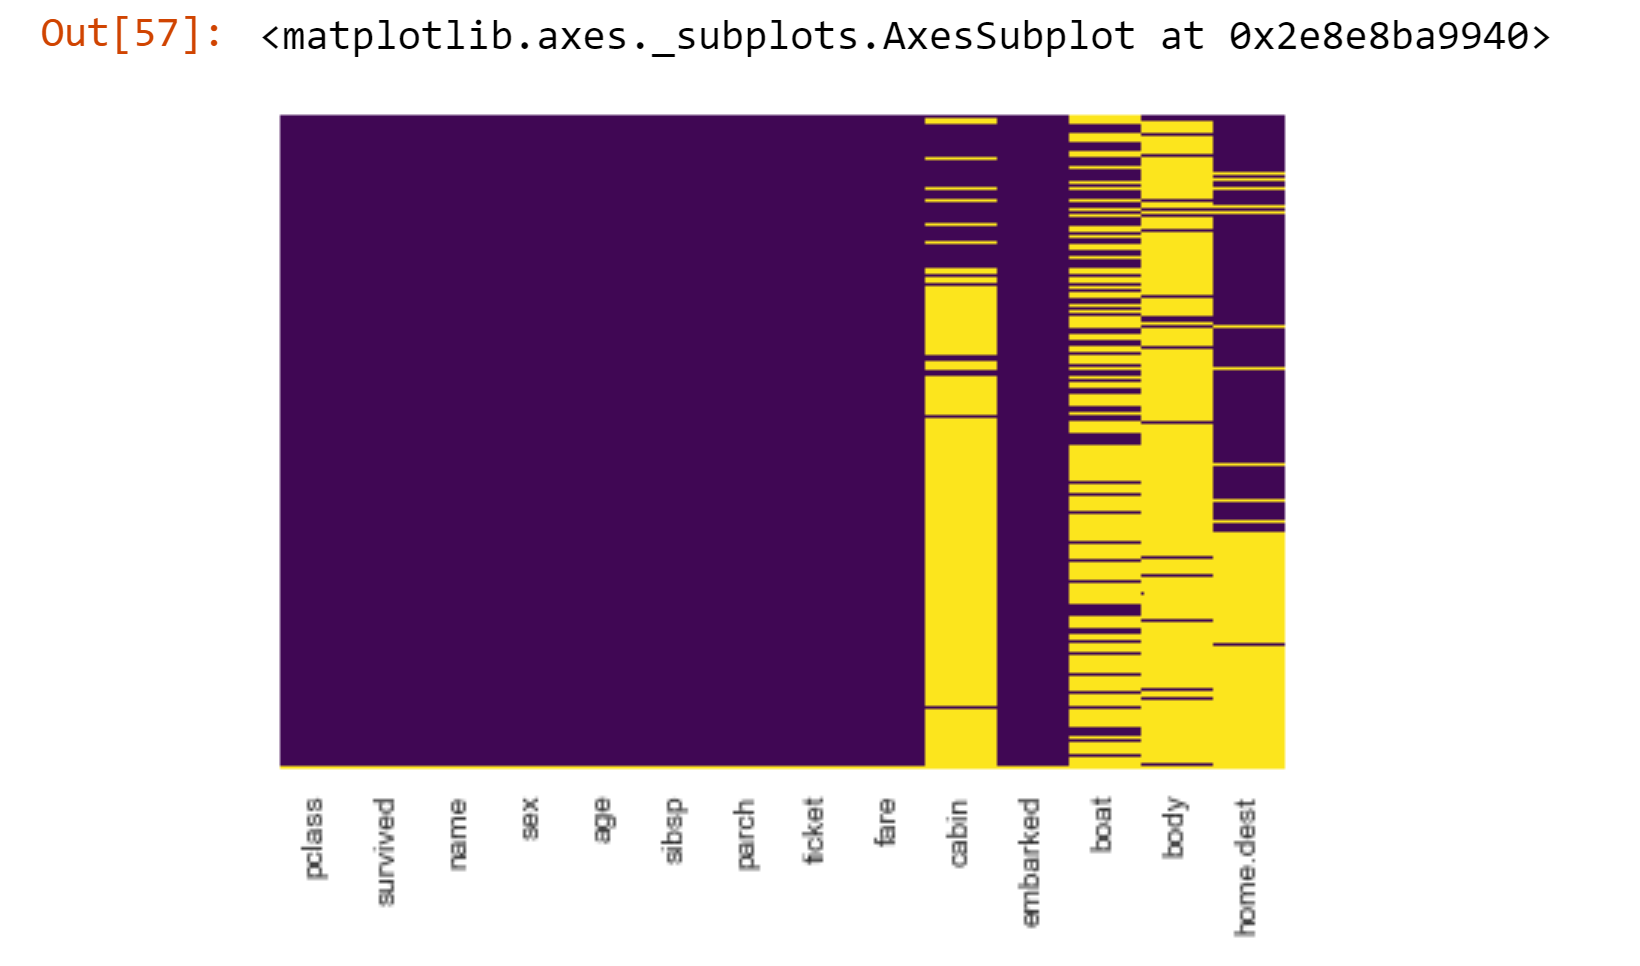 Out[57]: <matplotlib.axes._subplots.AxesSubplot at 0x2e8e8ba9940>
pclass
survived
name
sex
age
sibsp
parch
ticket
fare
cabin
embarked
boat
body
home.dest